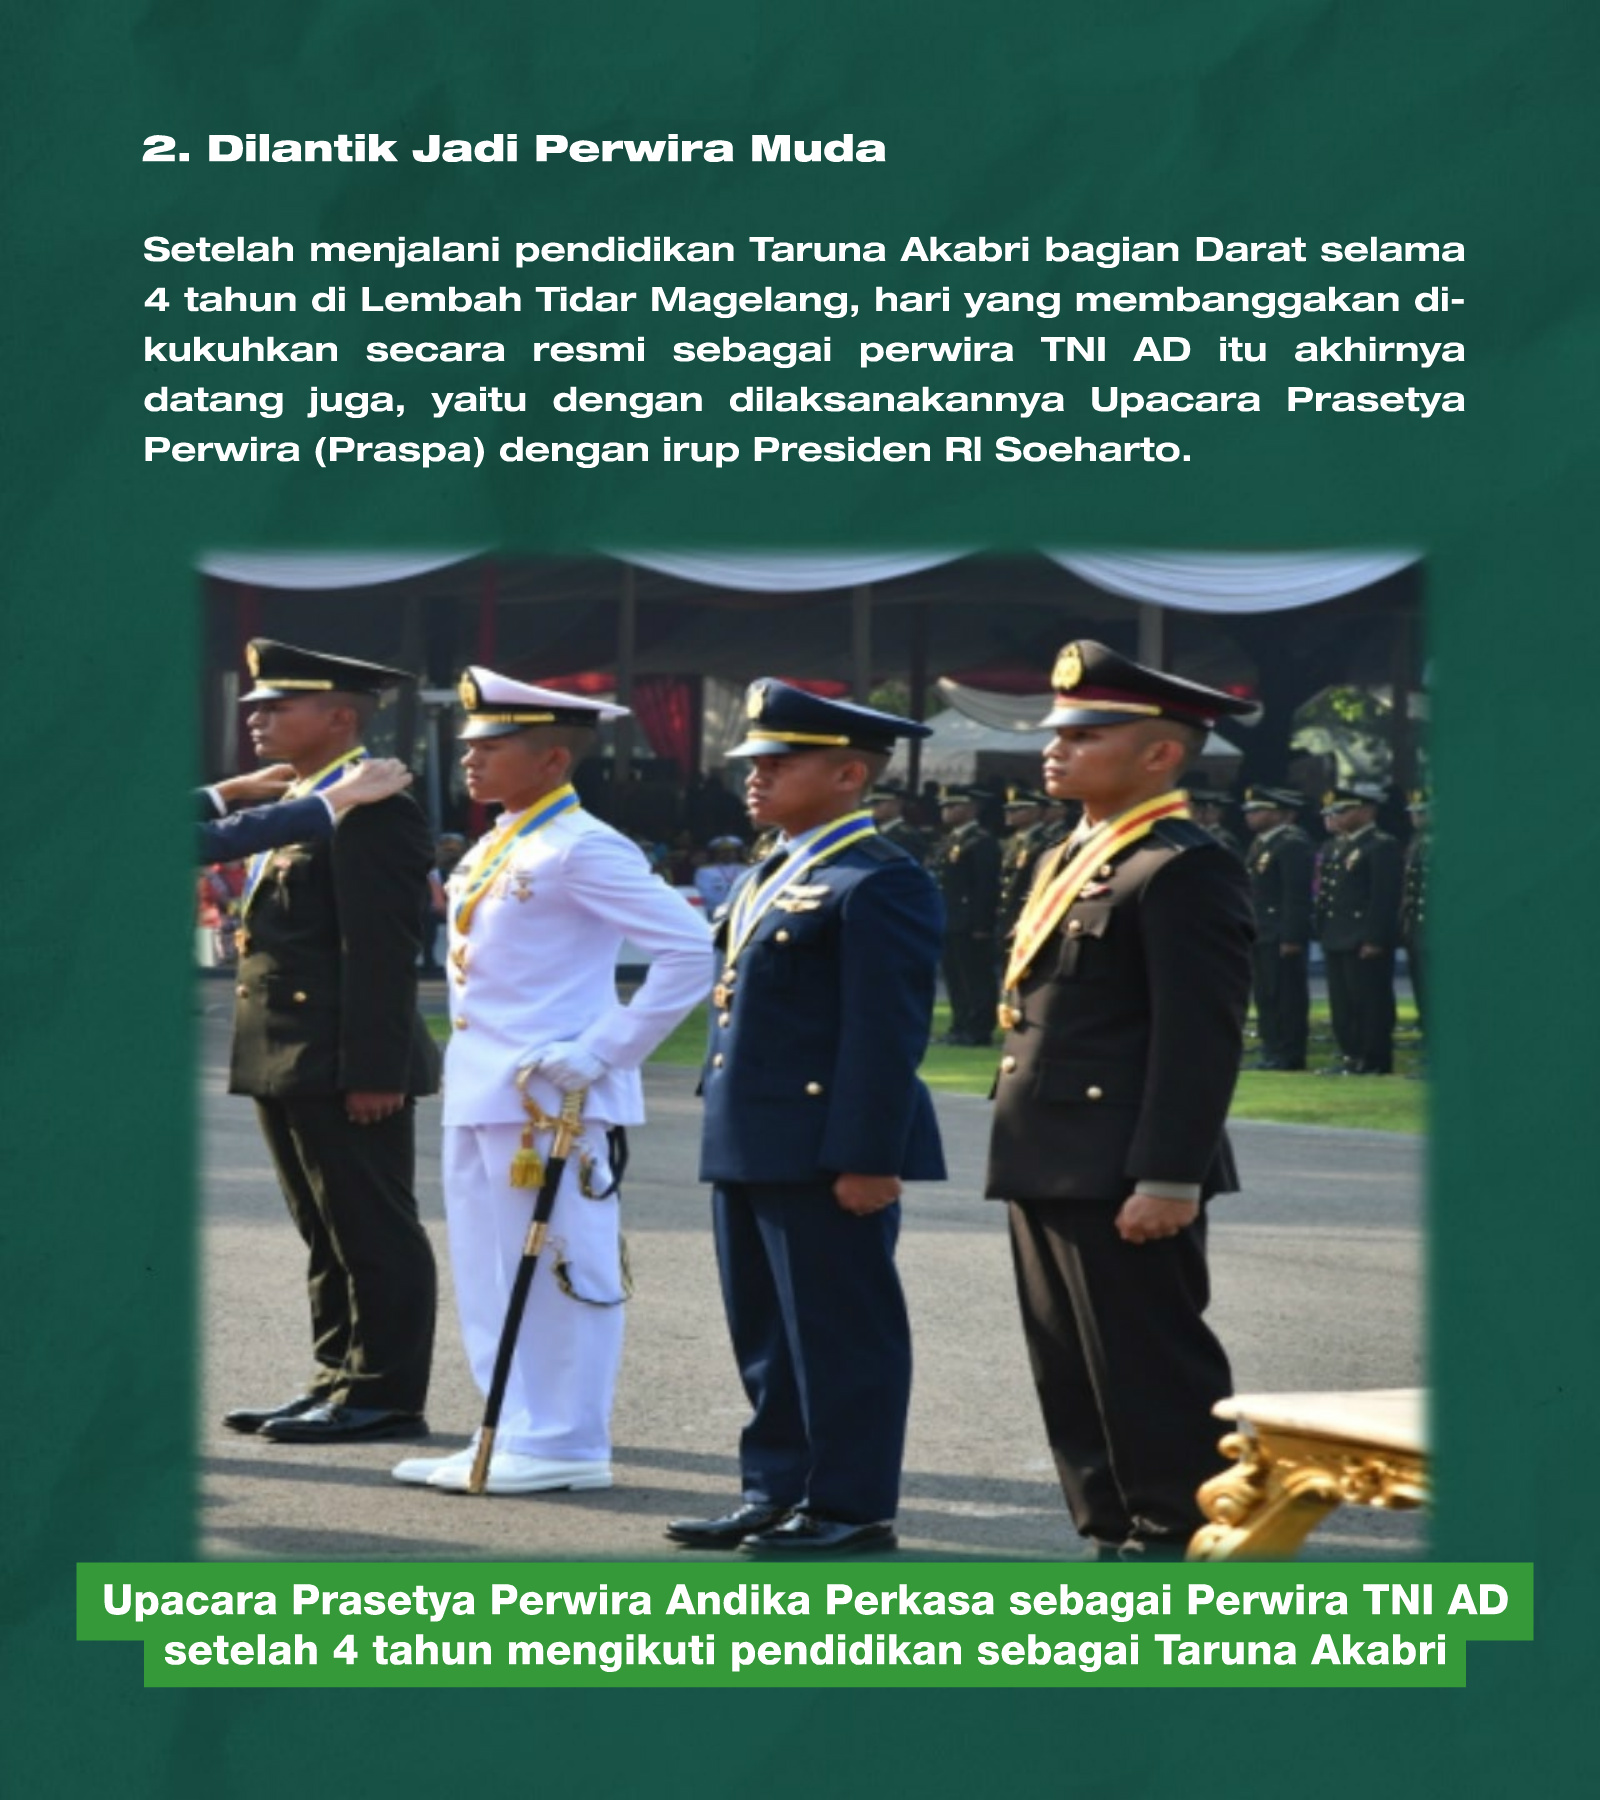 2. Dilantik Jadi Perwira Muda
Setelah menjalani pendidikan Taruna Akabri bagian Darat selama
4 tahun di Lembah Tidar Magelang, hari yang membanggakan di-
kukuhkan secara resmi sebagai perwira TNI AD itu akhirnya
datang juga, yaitu dengan dilaksanakannya Upacara Prasetya
Perwira (Praspa) dengan irup Presiden RI Soeharto.
Upacara Prasetya Perwira Andika Perkasa sebagai Perwira TNI AD
setelah 4 tahun mengikuti pendidikan sebagai Taruna Akabri